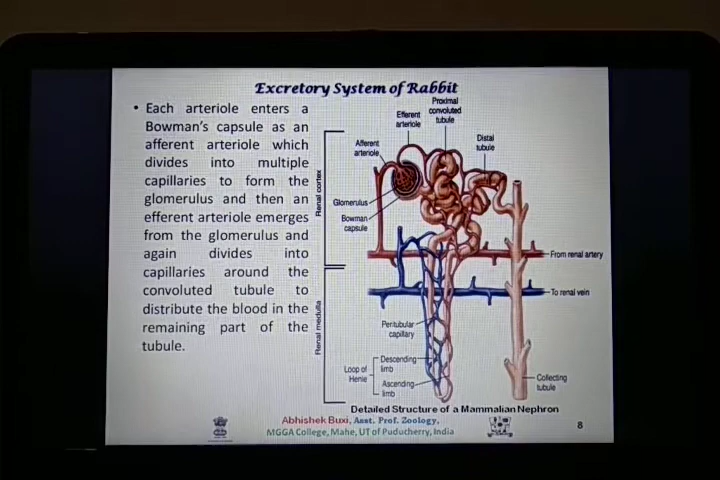 Excretory System of Rabbit
• Each arteriole enters a
Bowman's capsule as an
afferent arteriole which
divides into multiple
capillaries to form the
glomerulus and then an
efferent arteriole emerges
from the glomerulus and
again divides into
capillaries around the
convoluted tubule to
distribute the blood in the
remaining part of the
tubule.
Renal cortex
Renal medulla
Efferent
arteriole
Proximal
convoluted
tubule
Afferent
arteriole
Distal
tubule
Glomerulus
Bowman
capsule
From renal artery
To renal vein
Peritubular
capillary
Loop of
Henle
Descending
limb
Ascending
limb
Collecting
tubule
Detailed Structure of a Mammalian Nephron
Abhishek Buxi, Asst. Prof. Zoology,
MGGA College, Mahe, UT of Puducherry, India
8